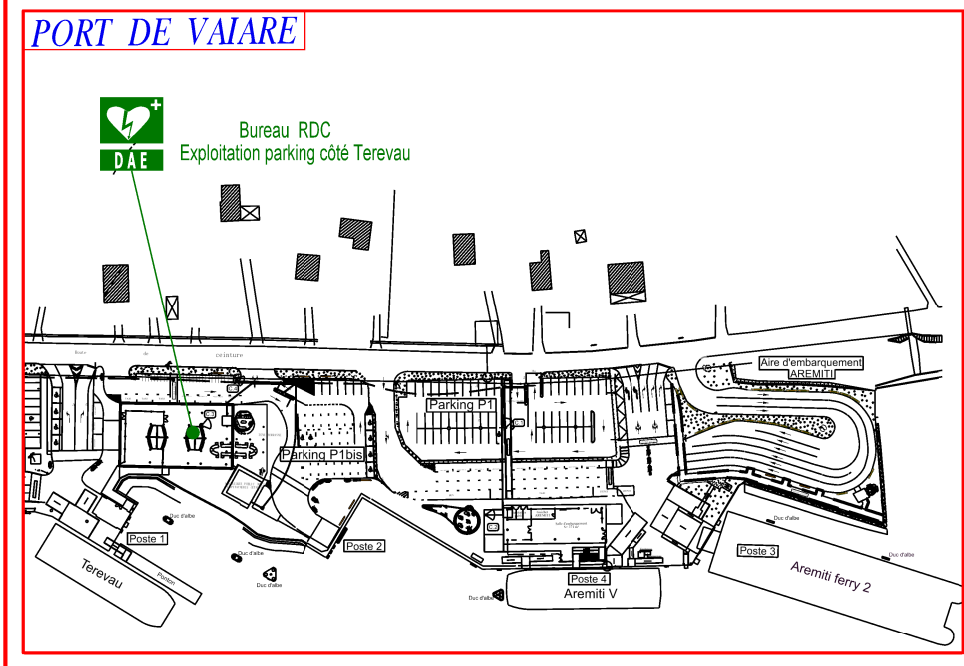 PORT DE VAIARE
DAE
Bureau RDC
Exploitation parking côté Terevau
Route de ceinture
Aire d'embarquement
AREMITI
Parking P1
Parking P1bis
Duc d'albe
Poste 1
Poste 2
Duc d'albe
Duc d'albe
Terevau
Ponton
Duc d'albe
Poste 4
Aremiti V
Duc d'albe
Poste 3
Duc d'albe
Aremiti ferry 2